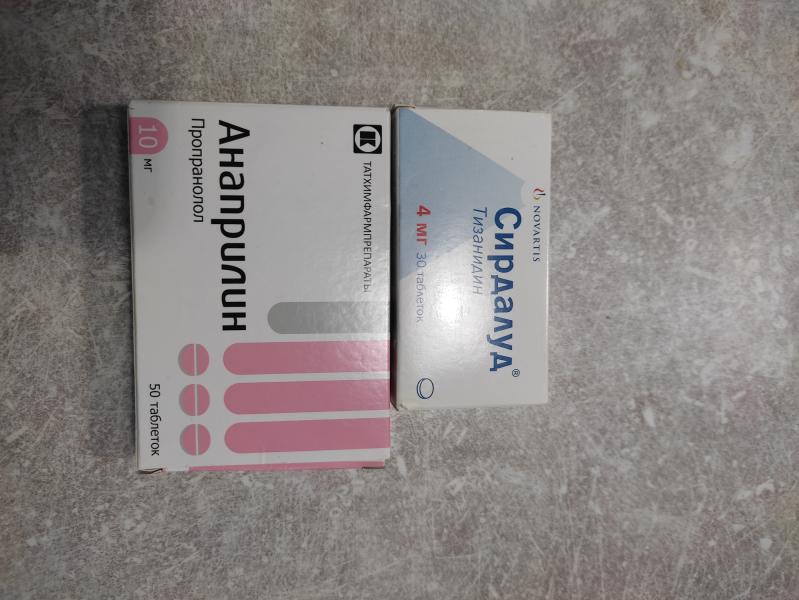 ТАТХИМФАРМПРЕПАРАТЫ
Анаприлин
Пропранолол
10 мг
50 таблеток
NOVARTIS
Сирдалуд®
Тизанидин
4 мг 30 таблеток